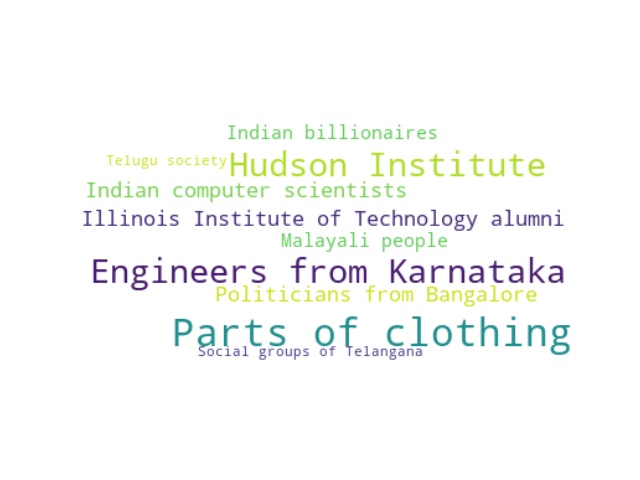 Indian billionaires
Telugu society
Hudson Institute
Indian computer scientists
Illinois Institute of Technology alumni
Malayali people
Engineers from Karnataka
Politicians from Bangalore
Parts of clothing
Social groups of Telangana